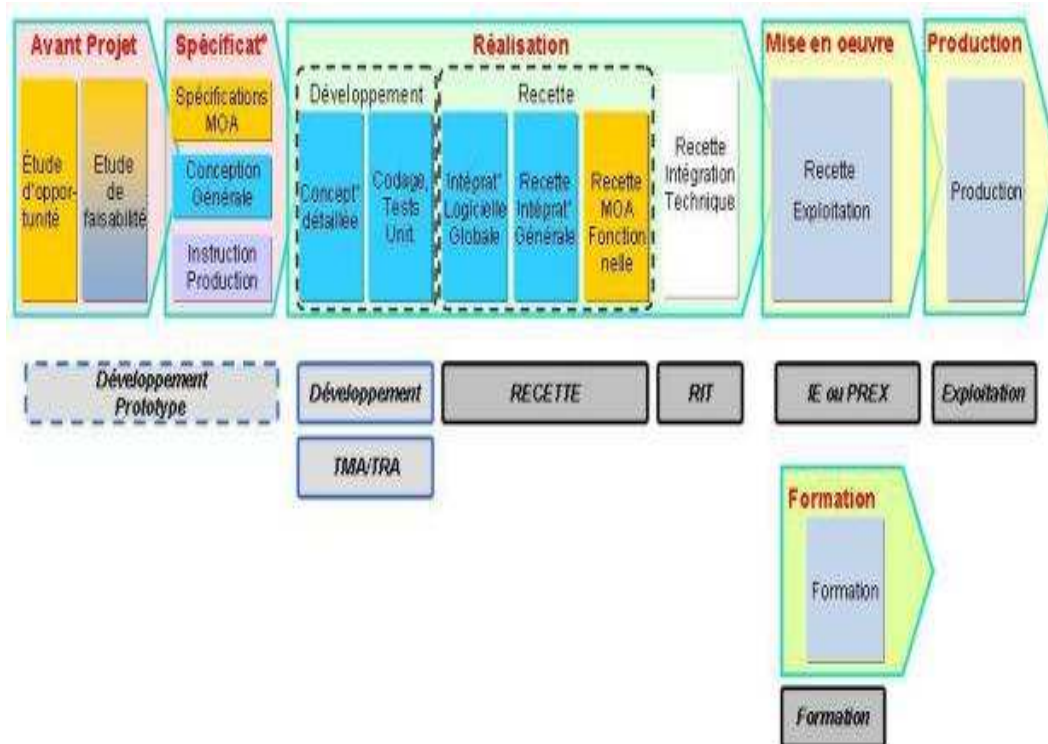 Avant Projet
Spécificat°
Réalisation
Mise en oeuvre
Production
Étude
d'oppor-
tunité
Etude
de
faisabilité
Spécifications
MOA
Conception
Générale
Instruction
Production
Développement
Concept°
détaillée
Codage,
Tests
Unit.
Recette
Intégrat°
Logicielle
Globale
Recette
Intégrat°
Générale
Recette
MOA
Fonction
nelle
Recette
Intégration
Technique
Recette
Exploitation
Production
Développement
Prototype
Développement
RECETTE
RIT
IE ou PREX
Exploitation
TMA/TRA
Formation
Formation
Formation